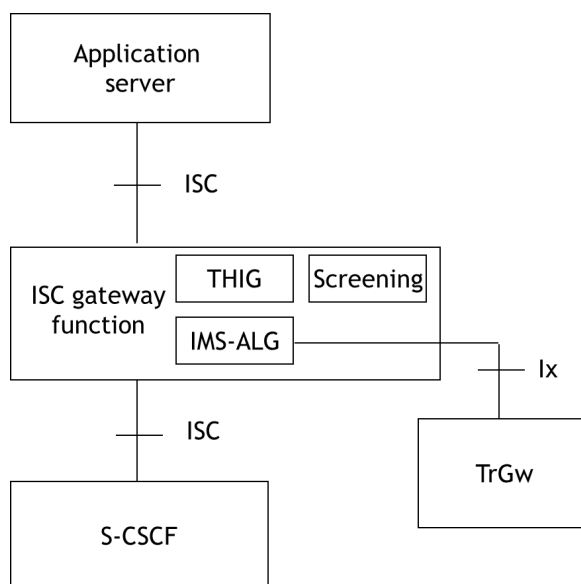 Application
server
ISC
THIG
Screening
ISC gateway
function
IMS-ALG
Ix
ISC
TrGw
S-CSCF